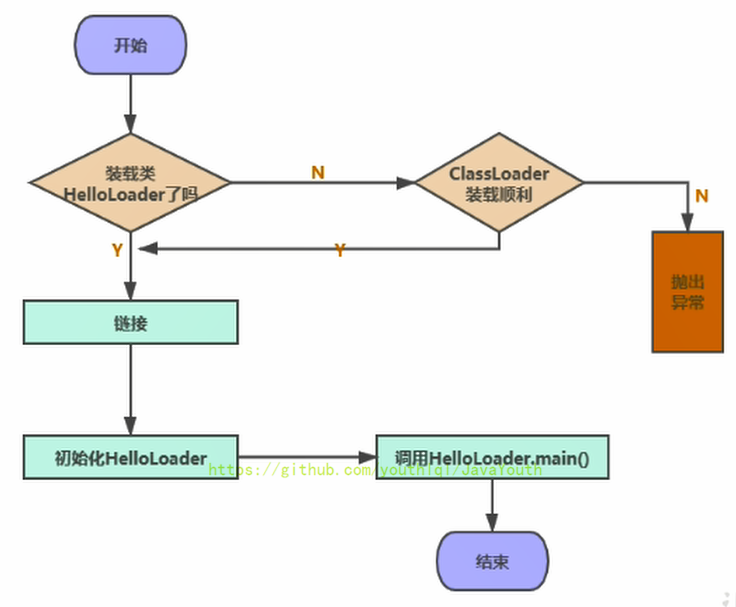 开始
装载类
HelloLoader了吗
N
ClassLoader
装载顺利
N
Y
Y
抛出
异常
链接
初始化HelloLoader
调用HelloLoader.main()
https://github.com/youthlql/JavaYouth
结束